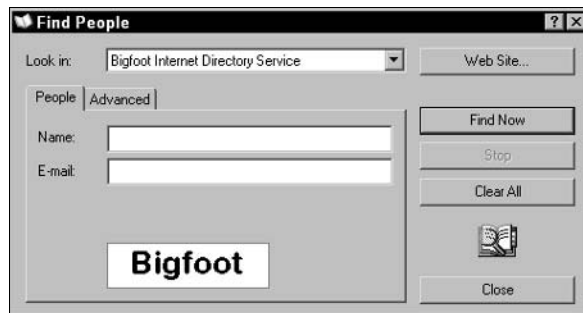 Find People
Look in: Bigfoot Internet Directory Service Web Site...
People Advanced
Name: Find Now
E-mail: Stop
Clear All
Bigfoot
Close